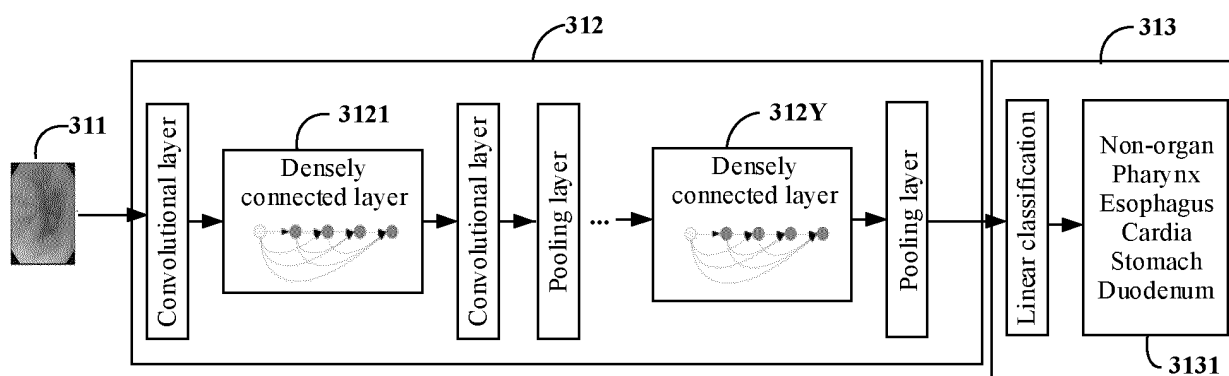 312
313
311
Convolutional layer
3121
Densely
connected layer
Convolutional layer
Pooling layer
...
312Y
Densely
connected layer
Pooling layer
Linear classification
Non-organ
Pharynx
Esophagus
Cardia
Stomach
Duodenum
3131